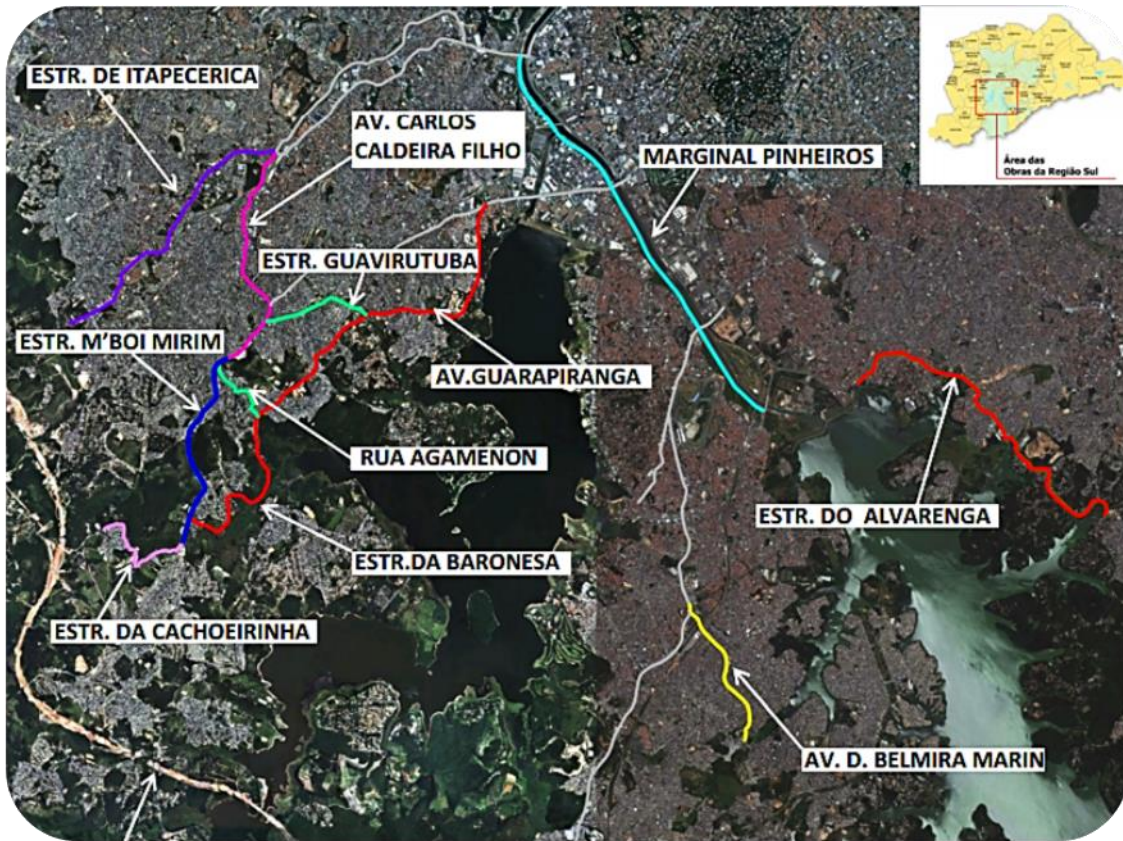 ESTR. DE ITAPECERICA
AV. CARLOS
CALDEIRA FILHO
MARGINAL PINHEIROS
Área das
Obras da Região Sul
ESTR. GUAVIRUTUBA
ESTR. M'BOI MIRIM
AV.GUARAPIRANGA
RUA AGAMENON
ESTR. DO ALVARENGA
ESTR.DA BARONESA
ESTR. DA CACHOEIRINHA
AV. D. BELMIRA MARIN